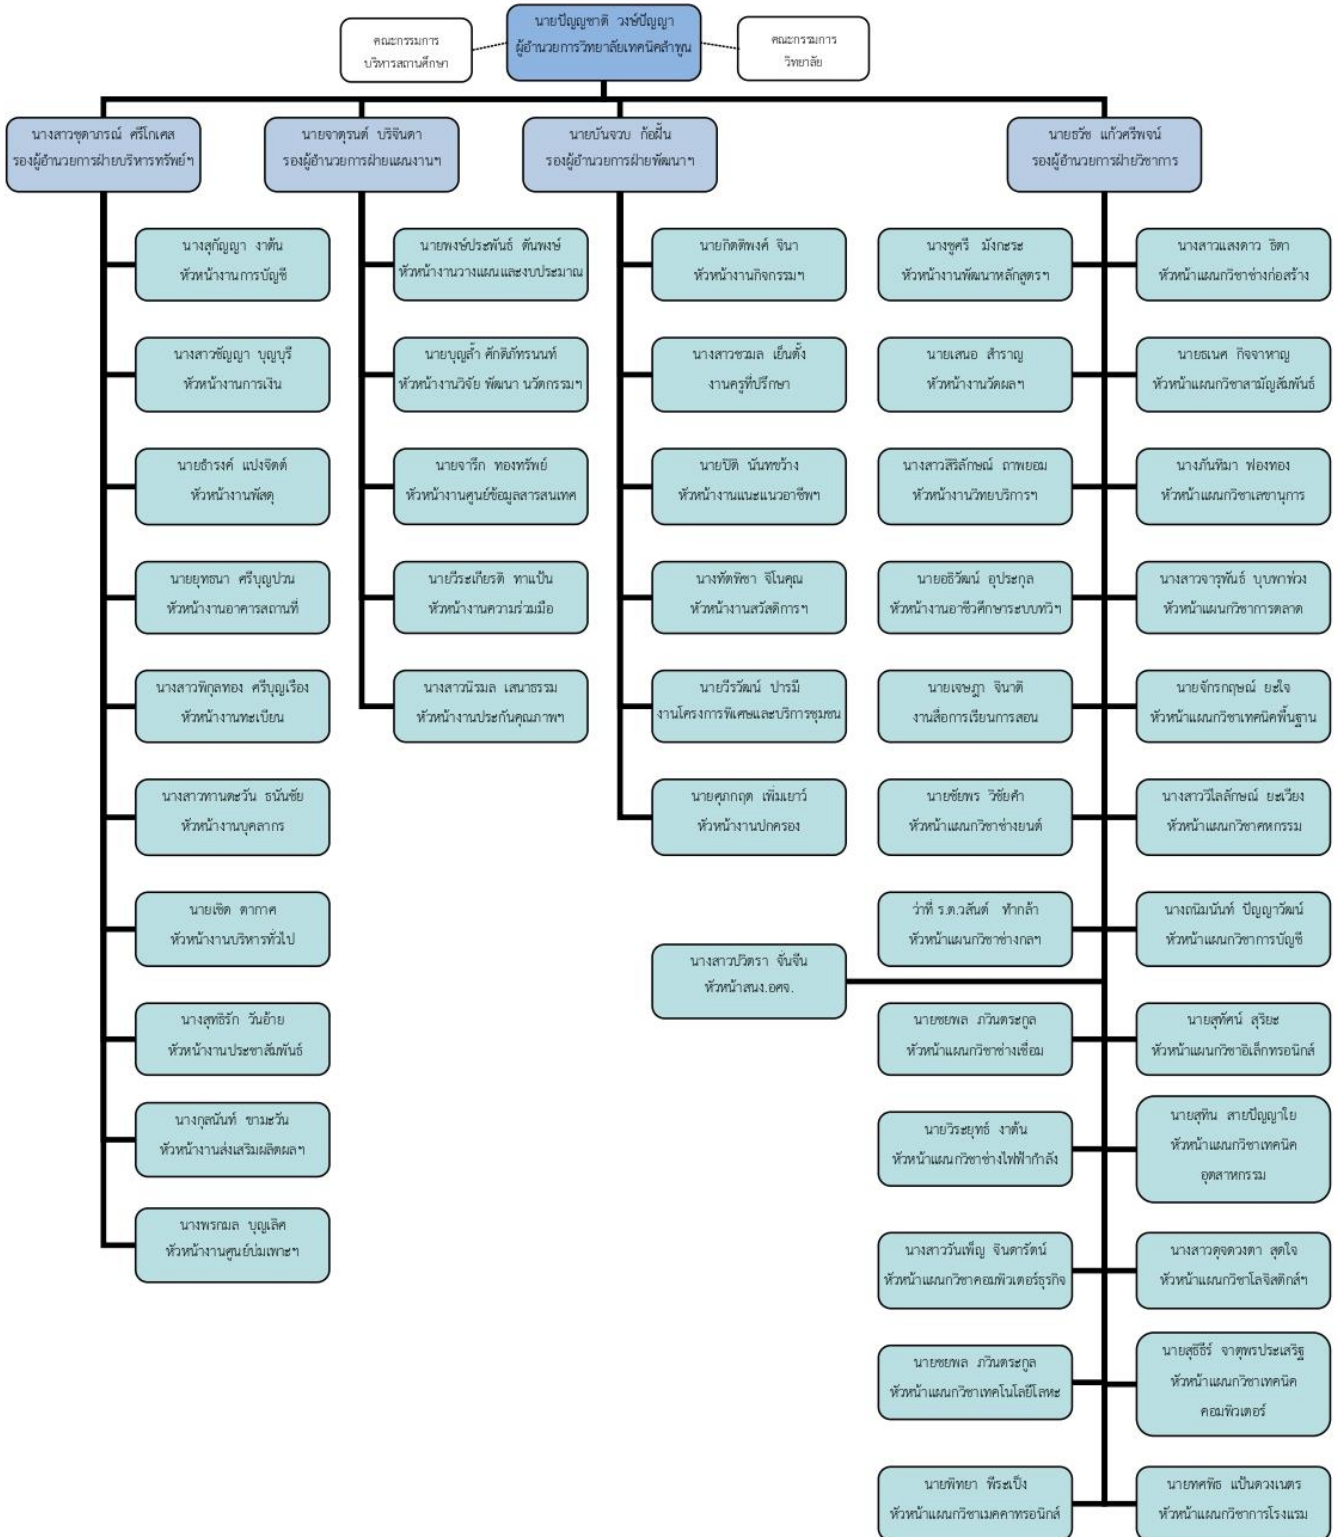 นายปัญญชาติ วงษ์ปัญญา
ผู้อำนวยการวิทยาลัยเทคนิคลำพูน
คณะกรรมการ
บริหารสถานศึกษา
คณะกรรมการ
วิทยาลัย
นางสาวชุดาภรณ์ ศรีโกเศส
รองผู้อำนวยการฝ่ายบริหารทรัพย์ฯ
นายจาตุรนต์ บริจินดา
รองผู้อำนวยการฝ่ายแผนงานฯ
นายบันจวบ ก้อฝั้น
รองผู้อำนวยการฝ่ายพัฒนาฯ
นายธวัช แก้วศรีพจน์
รองผู้อำนวยการฝ่ายวิชาการ
นางสุกัญญา งาต้น
หัวหน้างานการบัญชี
นางสาวชัญญา บุญบุรี
หัวหน้างานการเงิน
นายธำรงค์ แปงจิตต์
หัวหน้างานพัสดุ
นายยุทธนา ศรีบุญปวน
หัวหน้างานอาคารสถานที่
นางสาวพิกุลทอง ศรีบุญเรือง
หัวหน้างานทะเบียน
นางสาวทานตะวัน ธนันชัย
หัวหน้างานบุคลากร
นายเชิด ตากาศ
หัวหน้างานบริหารทั่วไป
นางสุทธิรัก วันอ้าย
หัวหน้างานประชาสัมพันธ์
นางกุลนันท์ ขามะวัน
หัวหน้างานส่งเสริมผลิตผลฯ
นางพรกมล บุญเลิศ
หัวหน้างานศูนย์บ่มเพาะฯ
นายพงษ์ประพันธ์ ตันพงษ์
หัวหน้างานวางแผนและงบประมาณ
นายบุญล้ำ ศักดิภัทรนนท์
หัวหน้างานวิจัย พัฒนา นวัตกรรมฯ
นายจารึก ทองทรัพย์
หัวหน้างานศูนย์ข้อมูลสารสนเทศ
นายวีระเกียรติ ทาแป้น
หัวหน้างานความร่วมมือ
นางสาวนิรมล เสนาธรรม
หัวหน้างานประกันคุณภาพฯ
นายกิตติพงศ์ จินา
หัวหน้างานกิจกรรมฯ
นางสาวชวมล เย็นตั้ง
งานครูที่ปรึกษา
นายปิติ นันทขว้าง
หัวหน้างานแนะแนวอาชีพฯ
นางทัตพิชา จิโนคุณ
หัวหน้างานสวัสดิการฯ
นายวีรวัฒน์ ปารมี
งานโครงการพิเศษและบริการชุมชน
นายศุภกฤต เพิ่มเยาว์
หัวหน้างานปกครอง
นางสาวปวิตรา จั่นจีน
หัวหน้าสนง.อศจ.
นางชูศรี มังกะระ
หัวหน้างานพัฒนาหลักสูตรฯ
นายเสนอ สำราญ
หัวหน้างานวัดผลฯ
นางสาวสิริลักษณ์ ถาพยอม
หัวหน้างานวิทยบริการฯ
นายอธิวัฒน์ อุประกุล
หัวหน้างานอาชีวศึกษาระบบทวิฯ
นายเจษฎา จินาติ
งานสื่อการเรียนการสอน
นายชัยพร วิชัยคำ
หัวหน้าแผนกวิชาช่างยนต์
ว่าที่ ร.ต.วสันต์ ทำกล้า
หัวหน้าแผนกวิชาช่างกลฯ
นายชยพล ภวินตระกูล
หัวหน้าแผนกวิชาช่างเชื่อม
นายวิระยุทธ์ งาต้น
หัวหน้าแผนกวิชาช่างไฟฟ้ากำลัง
นางสาววันเพ็ญ จินดารัตน์
หัวหน้าแผนกวิชาคอมพิวเตอร์ธุรกิจ
นายชยพล ภวินตระกูล
หัวหน้าแผนกวิชาเทคโนโลยีโลหะ
นายพิทยา พีระเป็ง
หัวหน้าแผนกวิชาเมคคาทรอนิกส์
นางสาวแสงดาว ธิตา
หัวหน้าแผนกวิชาช่างก่อสร้าง
นายธเนศ กิจจาหาญ
หัวหน้าแผนกวิชาสามัญสัมพันธ์
นางภันทิมา ฟองทอง
หัวหน้าแผนกวิชาเลขานุการ
นางสาวจารุพันธ์ บุบพาพ่วง
หัวหน้าแผนกวิชาการตลาด
นายจักรกฤษณ์ ยะใจ
หัวหน้าแผนกวิชาเทคนิคพื้นฐาน
นางสาววิไลลักษณ์ ยะเวียง
หัวหน้าแผนกวิชาคหกรรม
นางถนิมนันท์ ปัญญาวัฒน์
หัวหน้าแผนกวิชาการบัญชี
นายสุทัศน์ สุริยะ
หัวหน้าแผนกวิชาอิเล็กทรอนิกส์
นายสุทิน สายปัญญาใย
หัวหน้าแผนกวิชาเทคนิค
อุตสาหกรรม
นางสาวดุจดวงตา สุดใจ
หัวหน้าแผนกวิชาโลจิสติกส์ฯ
นายสุธีธีร์ จาตุพรประเสริฐ
หัวหน้าแผนกวิชาเทคนิค
คอมพิวเตอร์
นายทศพิธ แป้นดวงเนตร
หัวหน้าแผนกวิชาการโรงแรม